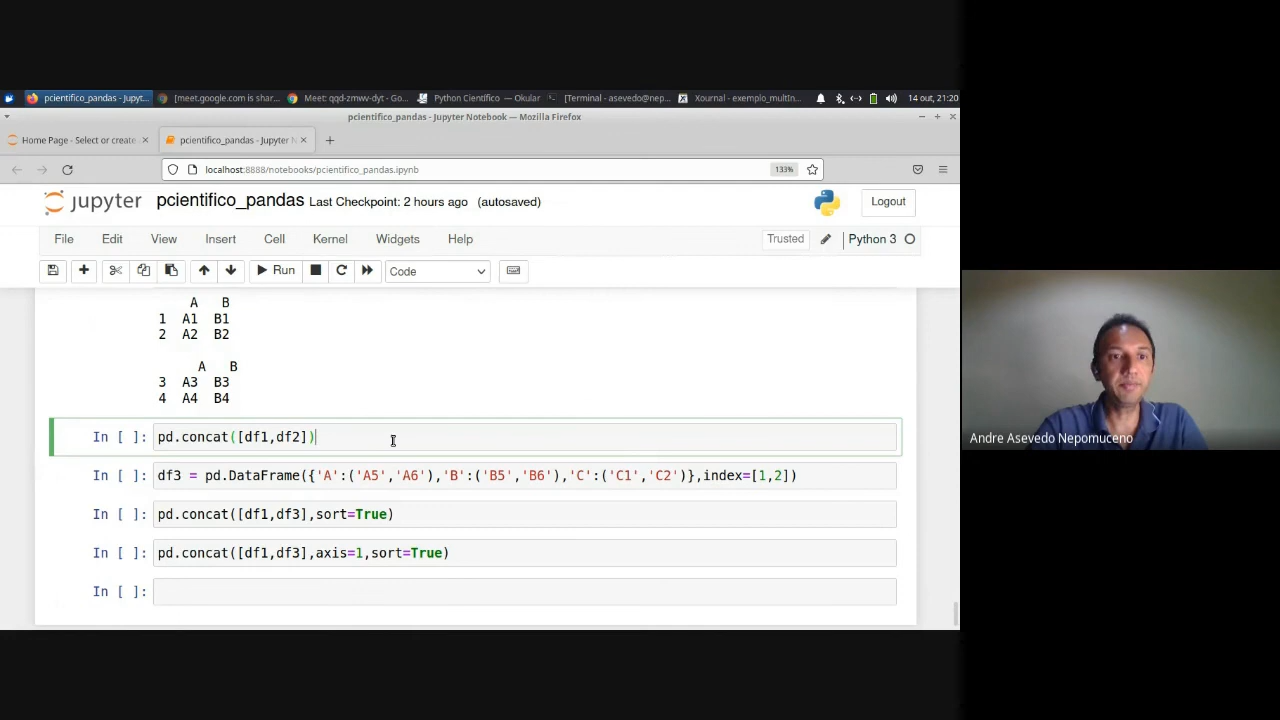 pcientifico_pandas - Jupyt...
[meet.google.com is shar...
Meet: qqd-zmww-dyt - Go...
Python Científico — Okular
[Terminal - asevedo@nep...
Xournal - exemplo_multIn...
14 out, 21:20
pcientifico_pandas - Jupyter Notebook — Mozilla Firefox
Home Page - Select or create
pcientifico_pandas - Jupyter N
localhost:8888/notebooks/pcientifico_pandas.ipynb
133%
jupyter pcientifico_pandas Last Checkpoint: 2 hours ago (autosaved)
Logout
File Edit View Insert Cell Kernel Widgets Help
Trusted
Python 3
Run
Code
A B
1 A1 B1
2 A2 B2
A B
3 A3 B3
4 A4 B4
In [ ]: pd.concat([df1,df2])
In [ ]: df3 = pd.DataFrame({'A':('A5','A6'),'B':('B5','B6'),'C':('C1','C2')},index=[1,2])
In [ ]: pd.concat([df1,df3],sort=True)
In [ ]: pd.concat([df1,df3],axis=1,sort=True)
In [ ]:
Andre Asevedo Nepomuceno